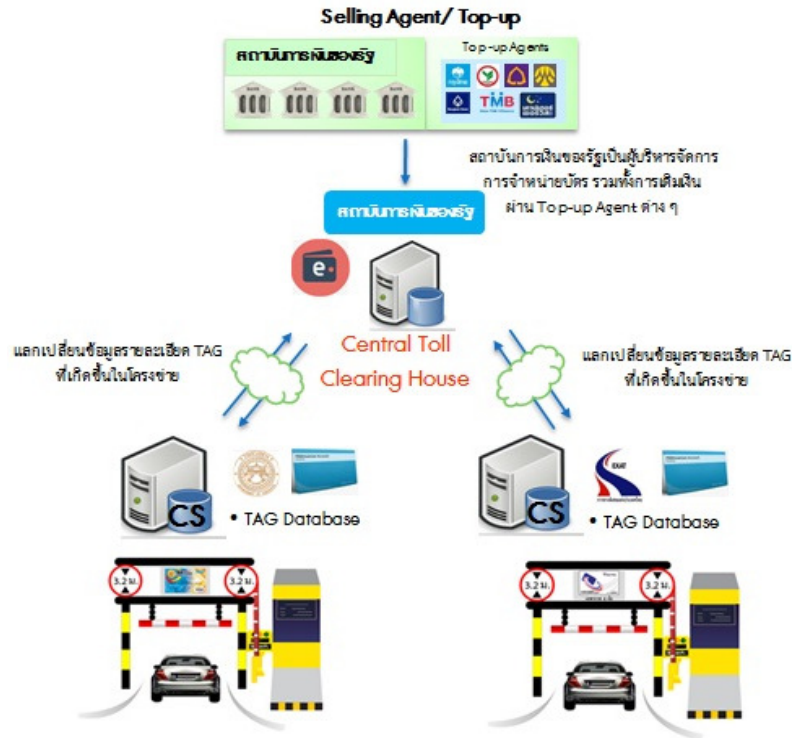 Selling Agent/ Top-up
สถาบันการเงินของรัฐ
Top-up Agents
TMB
สถาบันการเงินของรัฐเป็นผู้บริหารจัดการ
การจำหน่ายบัตร รวมทั้งการเติมเงิน
ผ่าน Top-up Agent ต่าง ๆ
สถาบันการเงินของรัฐ
e
Central Toll
Clearing House
แลกเปลี่ยนข้อมูลรายละเอียด TAG
ที่เกิดขึ้นในโครงข่าย
แลกเปลี่ยนข้อมูลรายละเอียด TAG
ที่เกิดขึ้นในโครงข่าย
CS
• TAG Database
EXAT
CS
• TAG Database
3.2 ม.
3.2 ม.
3.2 ม.
3.2 ม.